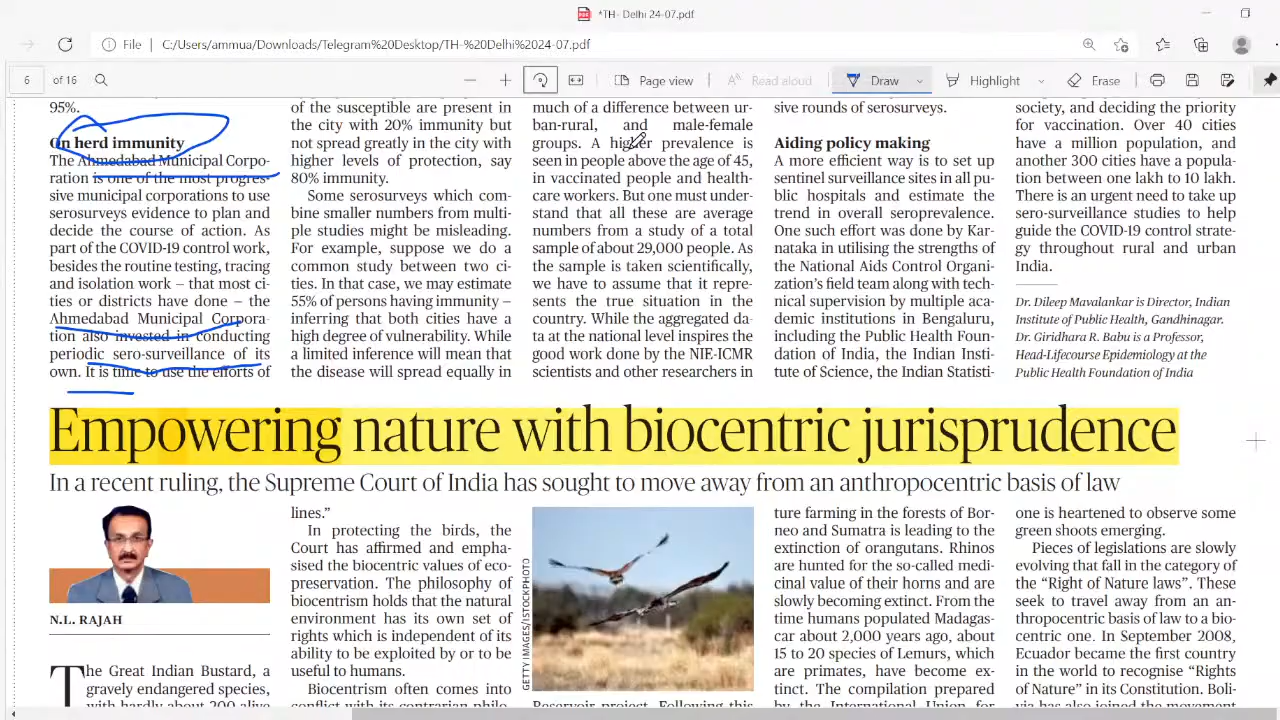 *TH- Delhi 24-07.pdf
File
C:/Users/ammua/Downloads/Telegram%20Desktop/TH-%20Delhi%2024-07.pdf
6 of 16
Page view
Read aloud
Draw
Highlight
Erase
95%.
On herd immunity
The Ahmedabad Municipal Corpo-
ration is one of the most progres-
sive municipal corporations to use
serosurveys evidence to plan and
decide the course of action. As
part of the COVID-19 control work,
besides the routine testing, tracing
and isolation work – that most ci-
ties or districts have done – the
Ahmedabad Municipal Corpora-
tion also invested in conducting
periodic sero-surveillance of its
own. It is time to use the efforts of
of the susceptible are present in
the city with 20% immunity but
not spread greatly in the city with
higher levels of protection, say
80% immunity.
Some serosurveys which com-
bine smaller numbers from multi-
ple studies might be misleading.
For example, suppose we do a
common study between two ci-
ties. In that case, we may estimate
55% of persons having immunity –
inferring that both cities have a
high degree of vulnerability. While
a limited inference will mean that
the disease will spread equally in
much of a difference between ur-
ban-rural, and male-female
groups. A higher prevalence is
seen in people above the age of 45,
in vaccinated people and health-
care workers. But one must under-
stand that all these are average
numbers from a study of a total
sample of about 29,000 people. As
the sample is taken scientifically,
we have to assume that it repre-
sents the true situation in the
country. While the aggregated da-
ta at the national level inspires the
good work done by the NIE-ICMR
scientists and other researchers in
sive rounds of serosurveys.
Aiding policy making
A more efficient way is to set up
sentinel surveillance sites in all pu-
blic hospitals and estimate the
trend in overall seroprevalence.
One such effort was done by Kar-
nataka in utilising the strengths of
the National Aids Control Organi-
zation's field team along with tech-
nical supervision by multiple aca-
demic institutions in Bengaluru,
including the Public Health Foun-
dation of India, the Indian Insti-
tute of Science, the Indian Statisti-
society, and deciding the priority
for vaccination. Over 40 cities
have a million population, and
another 300 cities have a popula-
tion between one lakh to 10 lakh.
There is an urgent need to take up
sero-surveillance studies to help
guide the COVID-19 control strate-
gy throughout rural and urban
India.
Dr. Dileep Mavalankar is Director, Indian
Institute of Public Health, Gandhinagar.
Dr. Giridhara R. Babu is a Professor,
Head-Lifecourse Epidemiology at the
Public Health Foundation of India
Empowering nature with biocentric jurisprudence
In a recent ruling, the Supreme Court of India has sought to move away from an anthropocentric basis of law
N.L. RAJAH
The Great Indian Bustard, a
gravely endangered species,
with hardly about 200 alive
lines.”
In protecting the birds, the
Court has affirmed and empha-
sised the biocentric values of eco-
preservation. The philosophy of
biocentrism holds that the natural
environment has its own set of
rights which is independent of its
ability to be exploited by or to be
useful to humans.
Biocentrism often comes into
conflict with its contrarian philo-
GETTY IMAGES/ISTOCKPHOTO
Reservoir project. Following this
ture farming in the forests of Bor-
neo and Sumatra is leading to the
extinction of orangutans. Rhinos
are hunted for the so-called medi-
cinal value of their horns and are
slowly becoming extinct. From the
time humans populated Madagas-
car about 2,000 years ago, about
15 to 20 species of Lemurs, which
are primates, have become ex-
tinct. The compilation prepared
by the International Union for
one is heartened to observe some
green shoots emerging.
Pieces of legislations are slowly
evolving that fall in the category of
the “Right of Nature laws”. These
seek to travel away from an an-
thropocentric basis of law to a bio-
centric one. In September 2008,
Ecuador became the first country
in the world to recognise “Rights
of Nature” in its Constitution. Boli-
via has also joined the movement